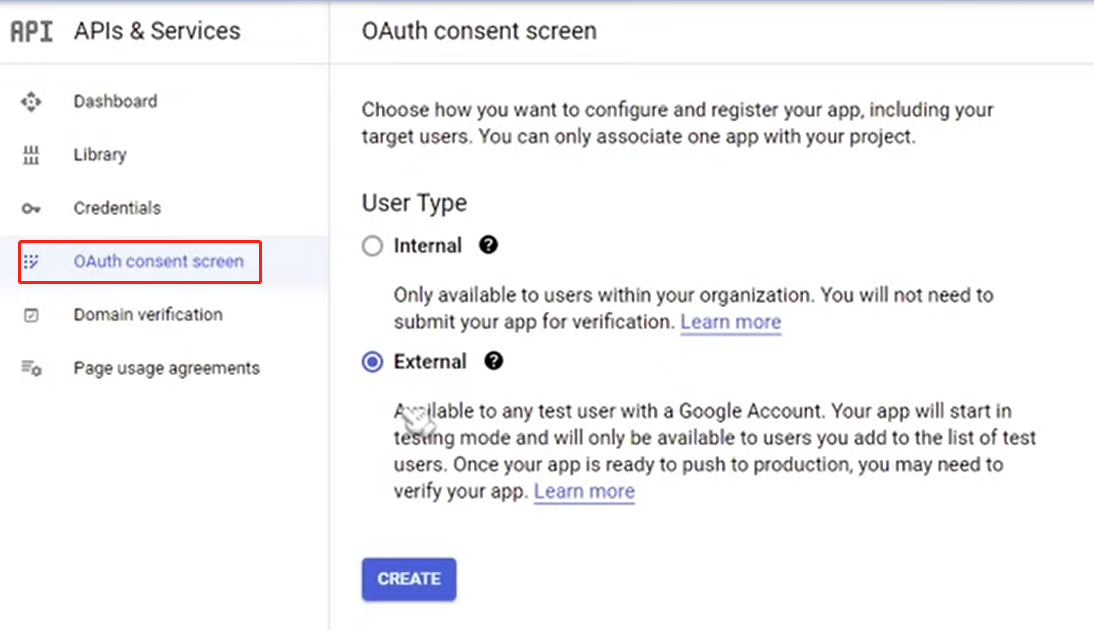 API APIs & Services
OAuth consent screen
Dashboard
Library
Credentials
OAuth consent screen
Domain verification
Page usage agreements
Choose how you want to configure and register your app, including your
target users. You can only associate one app with your project.
User Type
Internal ?
Only available to users within your organization. You will not need to
submit your app for verification. Learn more
External ?
Available to any test user with a Google Account. Your app will start in
testing mode and will only be available to users you add to the list of test
users. Once your app is ready to push to production, you may need to
verify your app. Learn more
CREATE